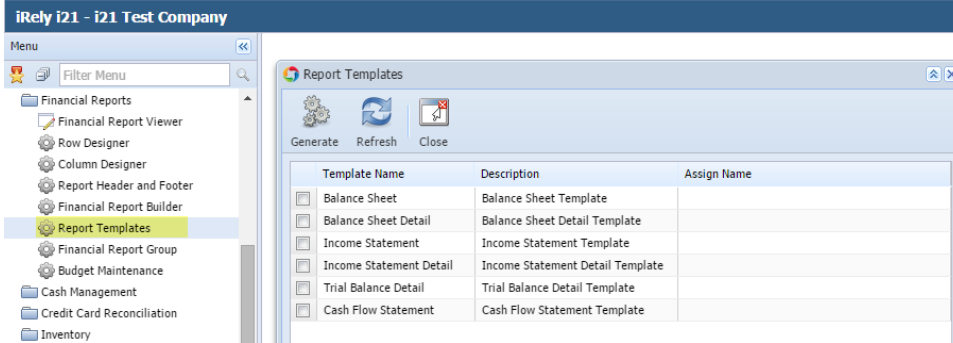 iRely i21 - i21 Test Company
Menu
Filter Menu
Financial Reports
Financial Report Viewer
Row Designer
Column Designer
Report Header and Footer
Financial Report Builder
Report Templates
Financial Report Group
Budget Maintenance
Cash Management
Credit Card Reconciliation
Inventory
Report Templates
Generate Refresh Close
Template Name Description Assign Name
Balance Sheet Balance Sheet Template
Balance Sheet Detail Balance Sheet Detail Template
Income Statement Income Statement Template
Income Statement Detail Income Statement Detail Template
Trial Balance Detail Trial Balance Detail Template
Cash Flow Statement Cash Flow Statement Template